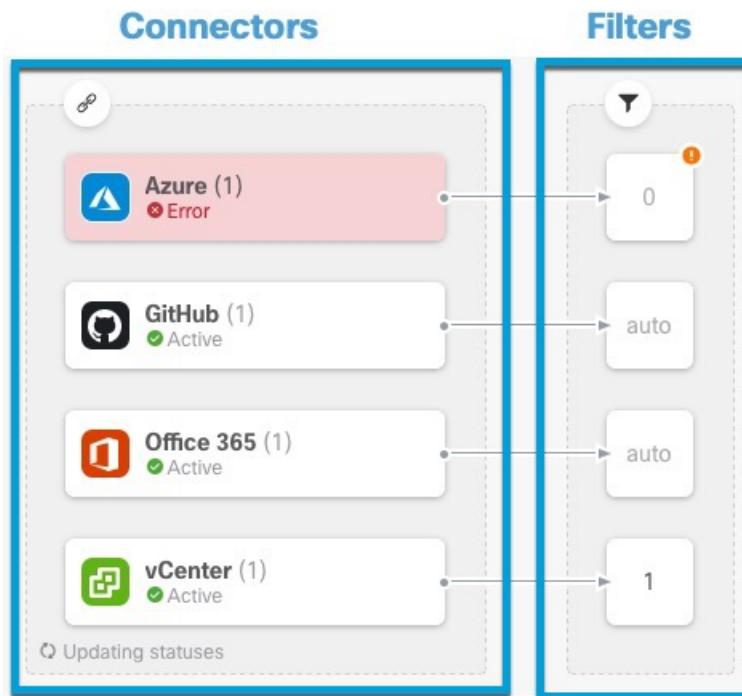 Connectors
Filters
Azure (1)
Error
0
GitHub (1)
Active
auto
Office 365 (1)
Active
auto
vCenter (1)
Active
1
Updating statuses